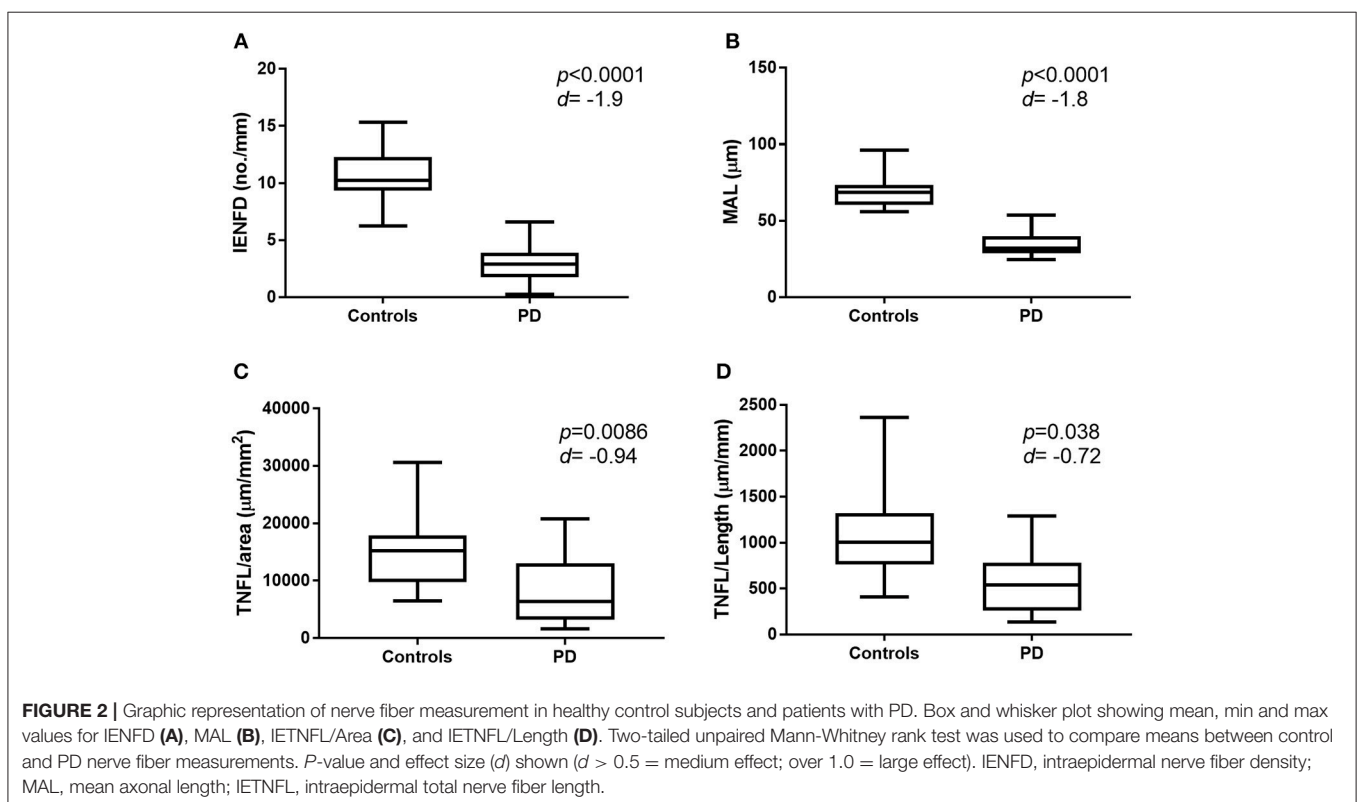 A
p<0.0001
d= -1.9
IENFD (no./mm)
20
15
10
5
0
Controls PD
B
p<0.0001
d= -1.8
MAL (µm)
150
100
50
0
Controls PD
C
p=0.0086
d= -0.94
TNFL/area (µm/mm²)
40000
30000
20000
10000
0
Controls PD
D
p=0.038
d= -0.72
TNFL/Length (µm/mm)
2500
2000
1500
1000
500
0
Controls PD
FIGURE 2 | Graphic representation of nerve fiber measurement in healthy control subjects and patients with PD. Box and whisker plot showing mean, min and max
values for IENFD (A), MAL (B), IETNFL/Area (C), and IETNFL/Length (D). Two-tailed unpaired Mann-Whitney rank test was used to compare means between control
and PD nerve fiber measurements. P-value and effect size (d) shown (d > 0.5 = medium effect; over 1.0 = large effect). IENFD, intraepidermal nerve fiber density;
MAL, mean axonal length; IETNFL, intraepidermal total nerve fiber length.